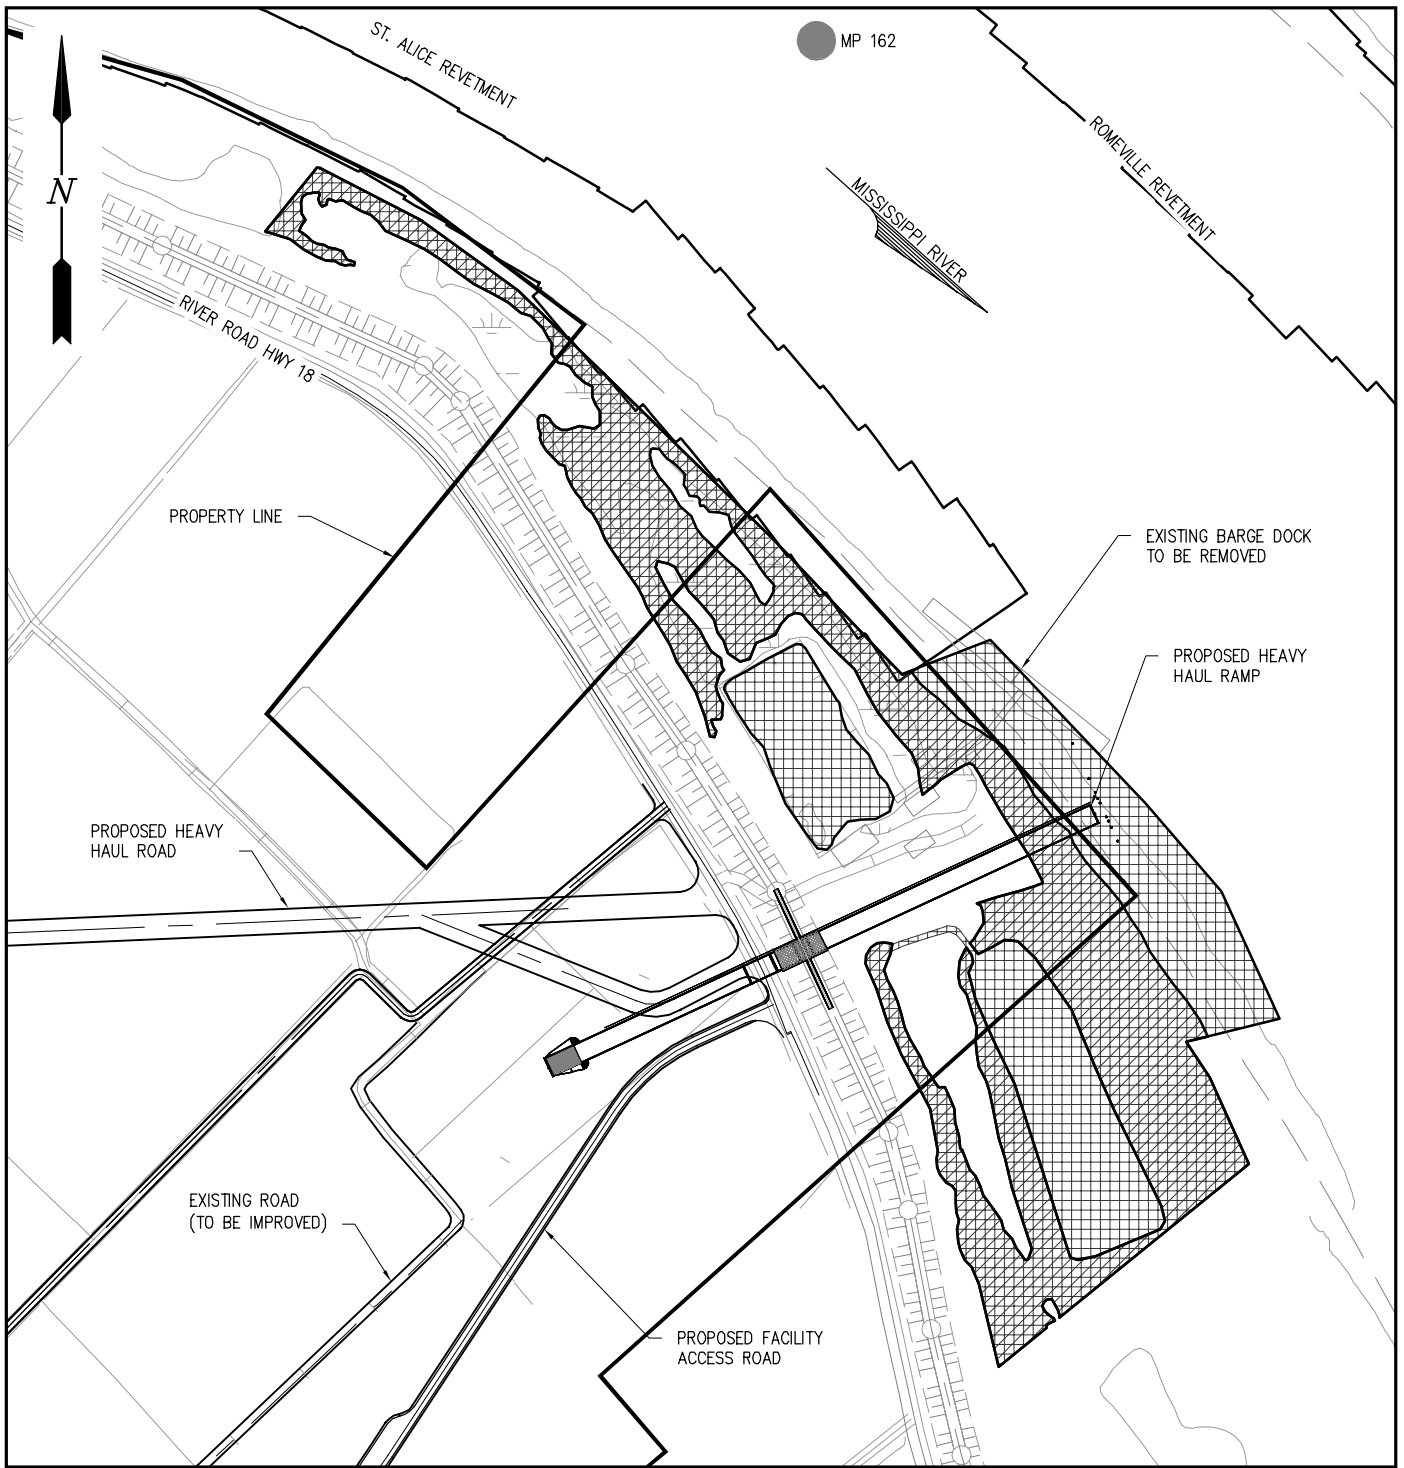 MP 162
ST. ALICE REVETMENT
ROMEVILLE REVETMENT
MISSISSIPPI RIVER
N
RIVER ROAD HWY 18
PROPERTY LINE
EXISTING BARGE DOCK
TO BE REMOVED
PROPOSED HEAVY
HAUL RAMP
PROPOSED HEAVY
HAUL ROAD
EXISTING ROAD
(TO BE IMPROVED)
PROPOSED FACILITY
ACCESS ROAD